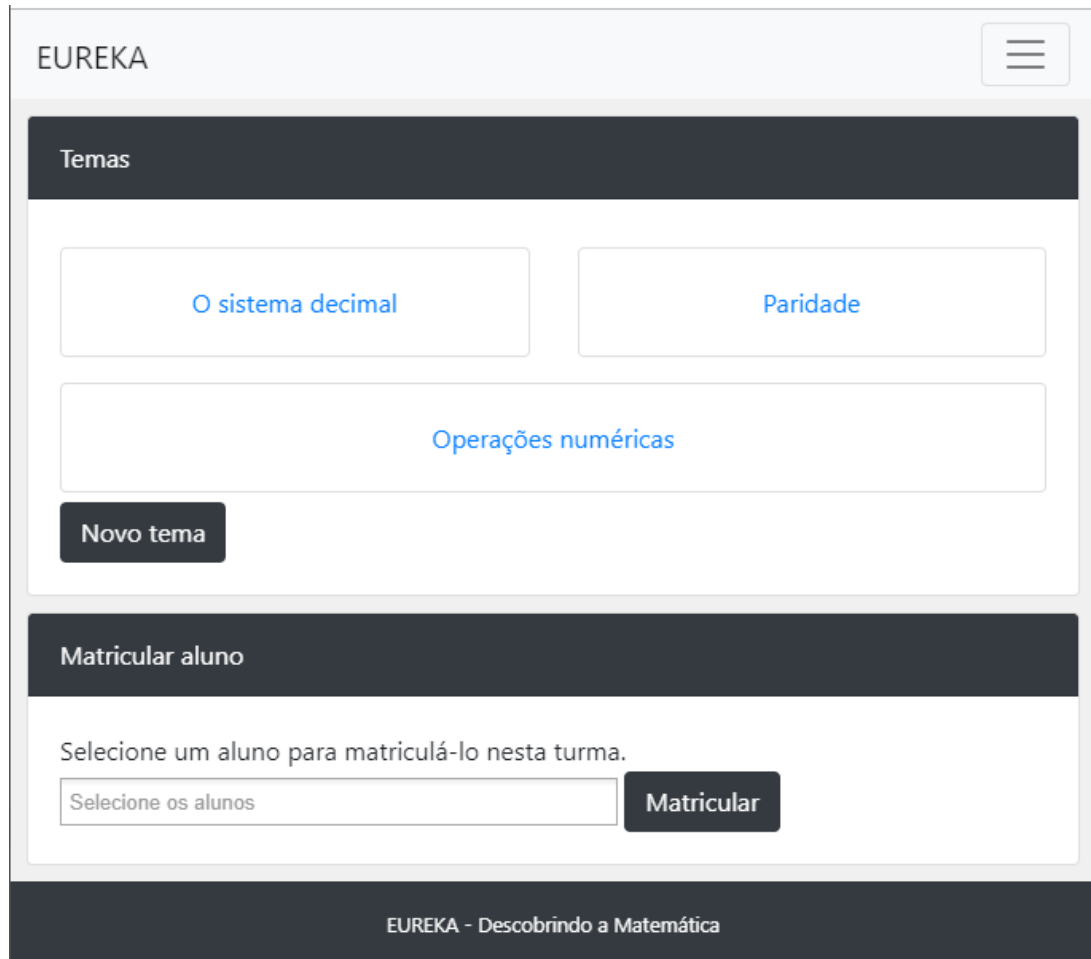 EUREKA
Temas
O sistema decimal
Paridade
Operações numéricas
Novo tema
Matricular aluno
Selecione um aluno para matriculá-lo nesta turma.
Selecione os alunos
Matricular
EUREKA - Descobrindo a Matemática